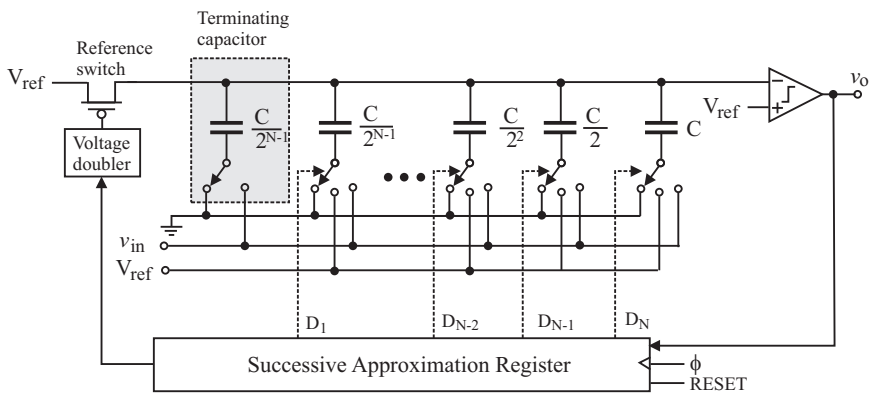 Terminating
capacitor
Reference
switch
V_ref
Voltage
doubler
C/2^{N-1}
C/2^{N-1}
C/2^2
C/2
C
V_ref
−
+
v_o
v_in
V_ref
D_1
D_{N-2}
D_{N-1}
D_N
Successive Approximation Register
ϕ
RESET